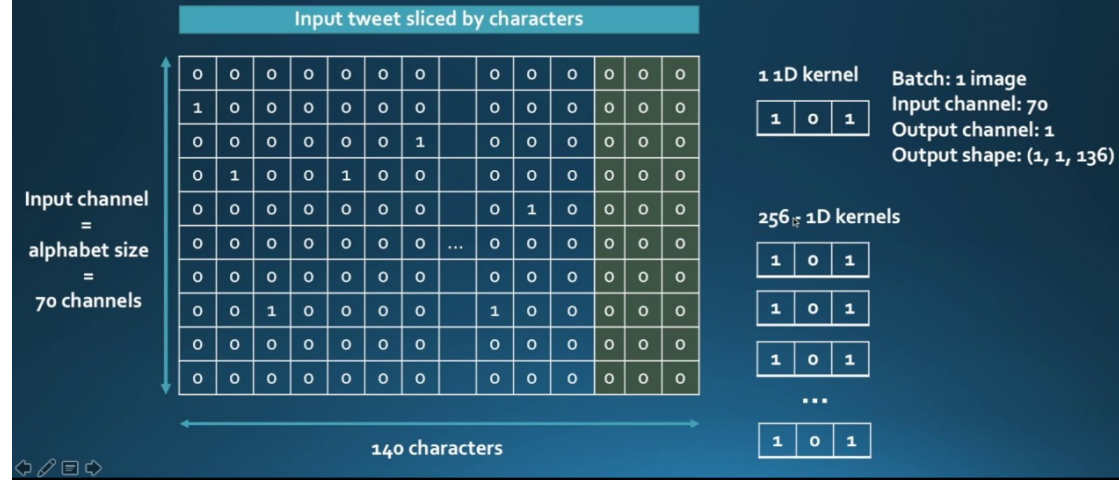 Input tweet sliced by characters
0 0 0 0 0 0 0 0 0 0 0 0 0
1 0 0 0 0 0 0 0 0 0 0 0 0
0 0 0 0 0 0 1 0 0 0 0 0 0
0 1 0 0 1 0 0 0 0 0 0 0 0
0 0 0 0 0 0 0 0 1 0 0 0 0
0 0 0 0 0 0 0 ... 0 0 0 0 0 0
0 0 0 0 0 0 0 0 0 0 0 0 0
0 0 1 0 0 0 0 1 0 0 0 0 0
0 0 0 0 0 0 0 0 0 0 0 0 0
0 0 0 0 0 0 0 0 0 0 0 0 0
Input channel
=
alphabet size
=
70 channels
140 characters
1 1D kernel
1 0 1
Batch: 1 image
Input channel: 70
Output channel: 1
Output shape: (1, 1, 136)
256 - 1D kernels
1 0 1
1 0 1
1 0 1
...
1 0 1